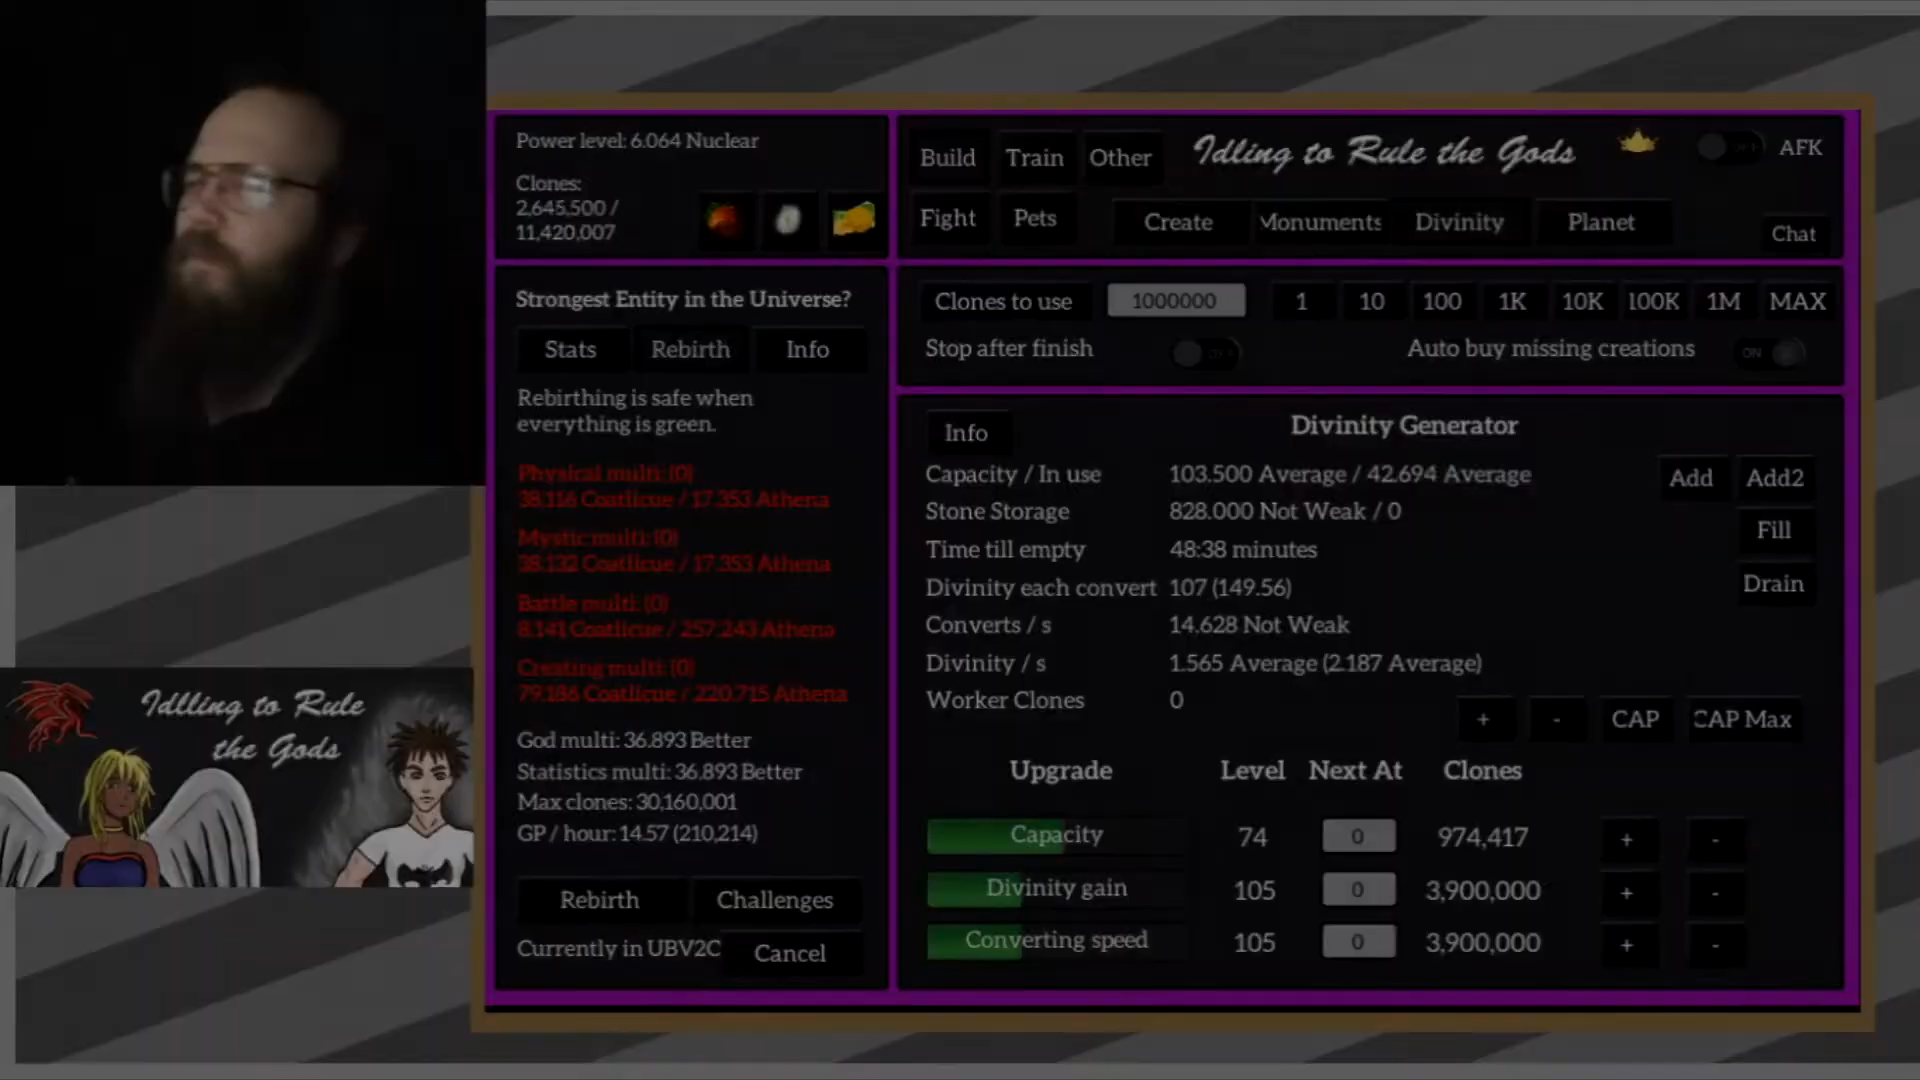 Power level: 6.064 Nuclear
Clones:
2,645,500 /
11,420,007
Build
Train
Other
Idling to Rule the Gods
AFK
Fight
Pets
Create
Monuments
Divinity
Planet
Chat
Strongest Entity in the Universe?
Stats
Rebirth
Info
Rebirthing is safe when
everything is green.
Physical multi: (0)
38.116 Coatlicue / 17.353 Athena
Mystic multi: (0)
38.132 Coatlicue / 17.353 Athena
Battle multi: (0)
8.141 Coatlicue / 257.243 Athena
Creating multi: (0)
79.186 Coatlicue / 220.715 Athena
God multi: 36.893 Better
Statistics multi: 36.893 Better
Max clones: 30,160,001
GP / hour: 14.57 (210,214)
Rebirth
Challenges
Currently in UBV2C
Cancel
Clones to use
1000000
1
10
100
1K
10K
100K
1M
MAX
Stop after finish
OFF
Auto buy missing creations
ON
Info
Divinity Generator
Capacity / In use 103.500 Average / 42.694 Average
Add
Add2
Stone Storage 828.000 Not Weak / 0
Fill
Time till empty 48:38 minutes
Divinity each convert 107 (149.56)
Drain
Converts / s 14.628 Not Weak
Divinity / s 1.565 Average (2.187 Average)
Worker Clones 0
+
-
CAP
CAP Max
Upgrade Level Next At Clones
Capacity 74 0 974,417 + -
Divinity gain 105 0 3,900,000 + -
Converting speed 105 0 3,900,000 + -
Idlling to Rule
the Gods